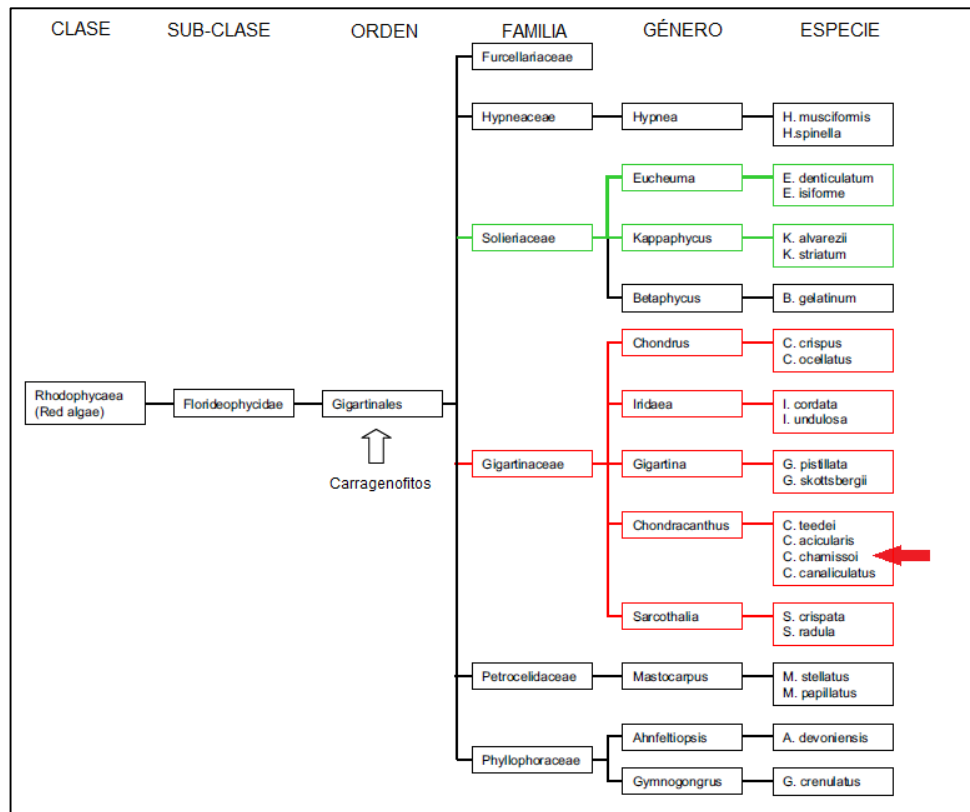 CLASE SUB-CLASE ORDEN FAMILIA GÉNERO ESPECIE
Furcellariaceae
Hypneaceae
Hypnea
H. musciformis
H.spinella
Eucheuma
E. denticulatum
E. isiforme
Solieriaceae
Kappaphycus
K. alvarezii
K. striatum
Betaphycus
B. gelatinum
Chondrus
C. crispus
C. ocellatus
Rhodophycaea
(Red algae)
Florideophycidae
Gigartinales
Carragenofitos
Iridaea
I. cordata
I. undulosa
Gigartinaceae
Gigartina
G. pistillata
G. skottsbergii
Chondracanthus
C. teedei
C. acicularis
C. chamissoi
C. canaliculatus
Sarcothalia
S. crispata
S. radula
Petrocelidaceae
Mastocarpus
M. stellatus
M. papillatus
Phyllophoraceae
Ahnfeltiopsis
A. devoniensis
Gymnogongrus
G. crenulatus